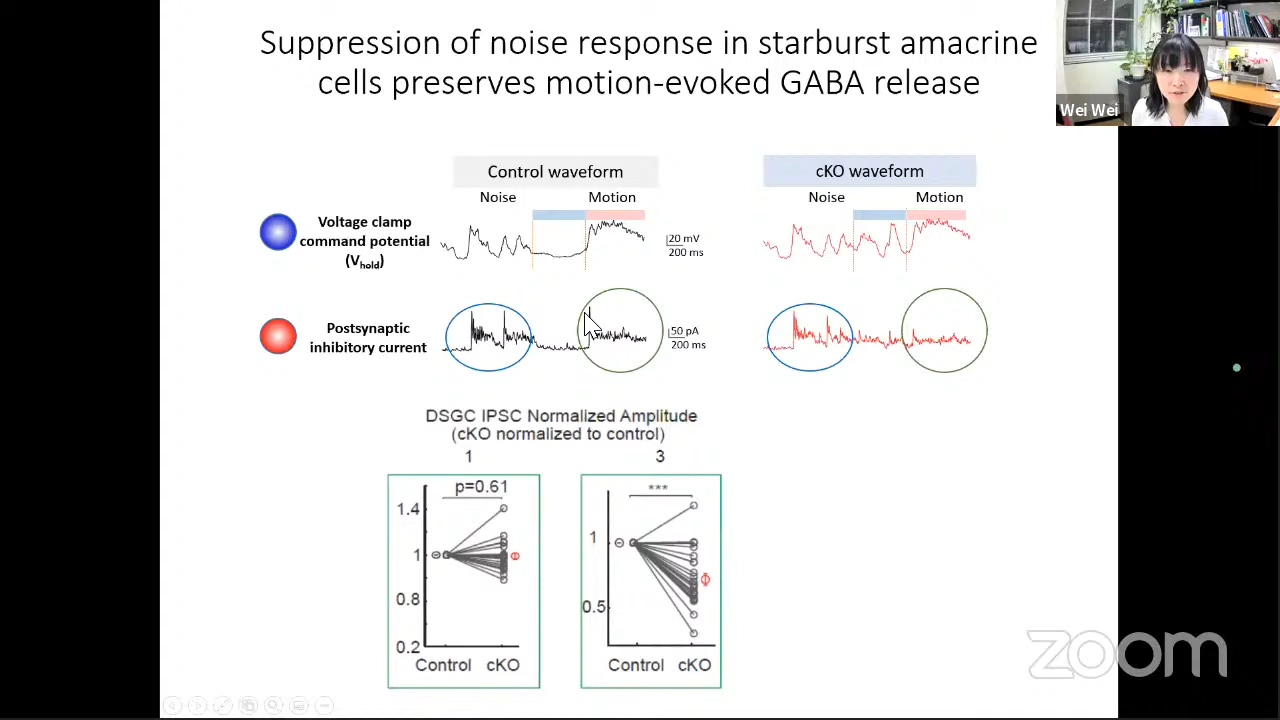 Suppression of noise response in starburst amacrine
cells preserves motion-evoked GABA release
Wei Wei
Control waveform
cKO waveform
Noise
Motion
Noise
Motion
Voltage clamp
command potential
(Vhold)
20 mV
200 ms
Postsynaptic
inhibitory current
50 pA
200 ms
DSGC IPSC Normalized Amplitude
(cKO normalized to control)
1
3
p=0.61
***
1.4
1
0.8
0.2
Control cKO
1
0.5
Control cKO
zoom